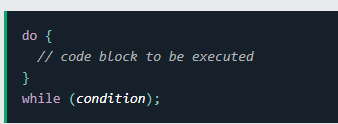 do {
  // code block to be executed
}
while (condition);